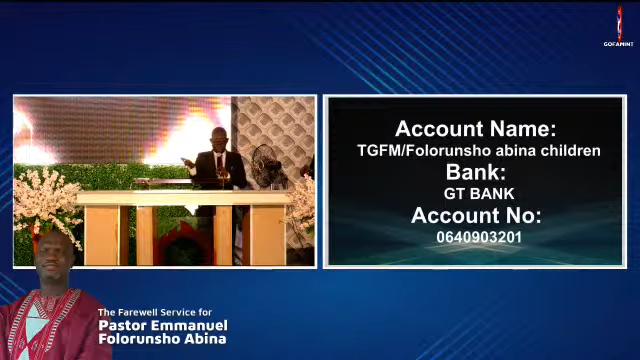 GOFAMINT
Account Name:
TGFM/Folorunsho abina children
Bank:
GT BANK
Account No:
0640903201
The Farewell Service for
Pastor Emmanuel
Folorunsho Abina